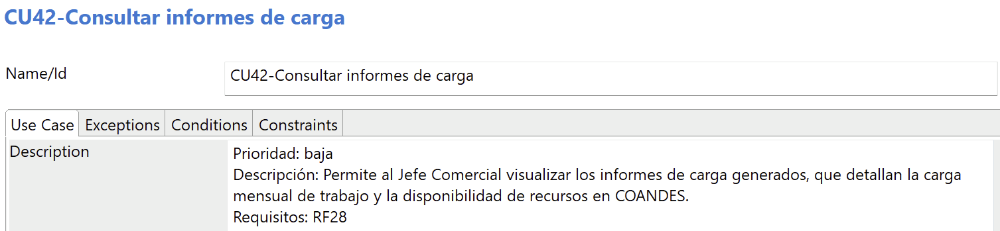 CU42-Consultar informes de carga
Name/Id
CU42-Consultar informes de carga
Use Case
Exceptions
Conditions
Constraints
Description
Prioridad: baja
Descripción: Permite al Jefe Comercial visualizar los informes de carga generados, que detallan la carga
mensual de trabajo y la disponibilidad de recursos en COANDES.
Requisitos: RF28